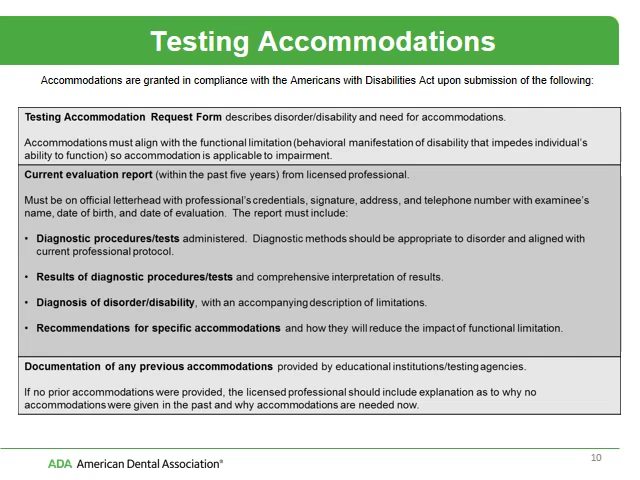 Testing Accommodations
Accommodations are granted in compliance with the Americans with Disabilities Act upon submission of the following:
Testing Accommodation Request Form describes disorder/disability and need for accommodations.
Accommodations must align with the functional limitation (behavioral manifestation of disability that impedes individual's
ability to function) so accommodation is applicable to impairment.
Current evaluation report (within the past five years) from licensed professional.
Must be on official letterhead with professional's credentials, signature, address, and telephone number with examinee's
name, date of birth, and date of evaluation. The report must include:
• Diagnostic procedures/tests administered. Diagnostic methods should be appropriate to disorder and aligned with
current professional protocol.
• Results of diagnostic procedures/tests and comprehensive interpretation of results.
• Diagnosis of disorder/disability, with an accompanying description of limitations.
• Recommendations for specific accommodations and how they will reduce the impact of functional limitation.
Documentation of any previous accommodations provided by educational institutions/testing agencies.
If no prior accommodations were provided, the licensed professional should include explanation as to why no
accommodations were given in the past and why accommodations are needed now.
10
ADA American Dental Association®